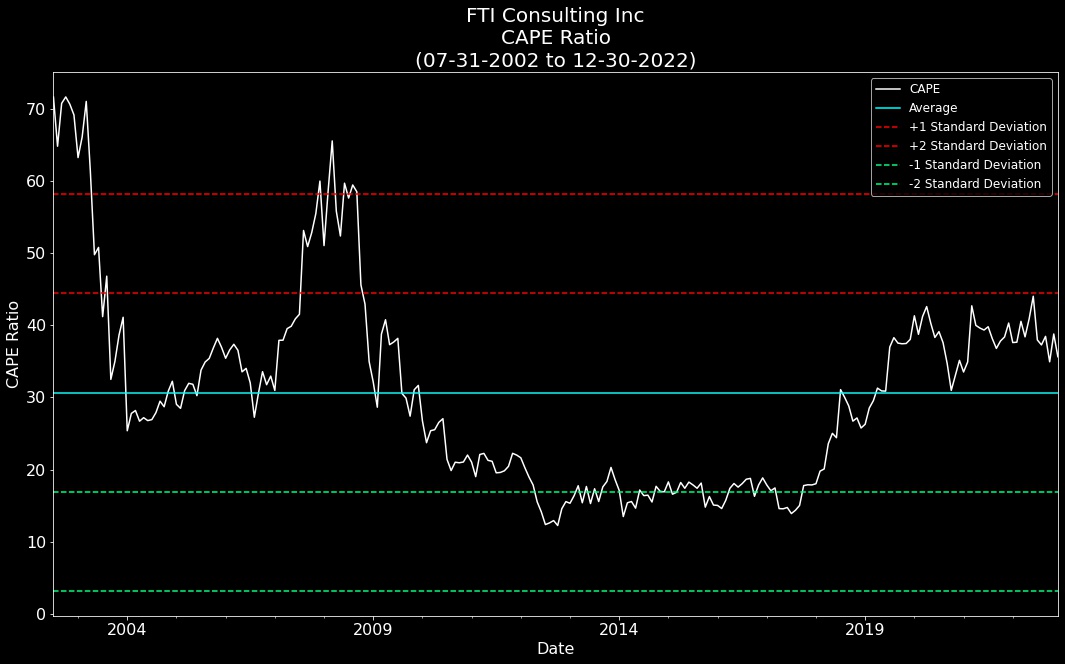 FTI Consulting Inc
CAPE Ratio
(07-31-2002 to 12-30-2022)
CAPE
Average
+1 Standard Deviation
+2 Standard Deviation
-1 Standard Deviation
-2 Standard Deviation
CAPE Ratio
70
60
50
40
30
20
10
0
2004 2009 2014 2019
Date